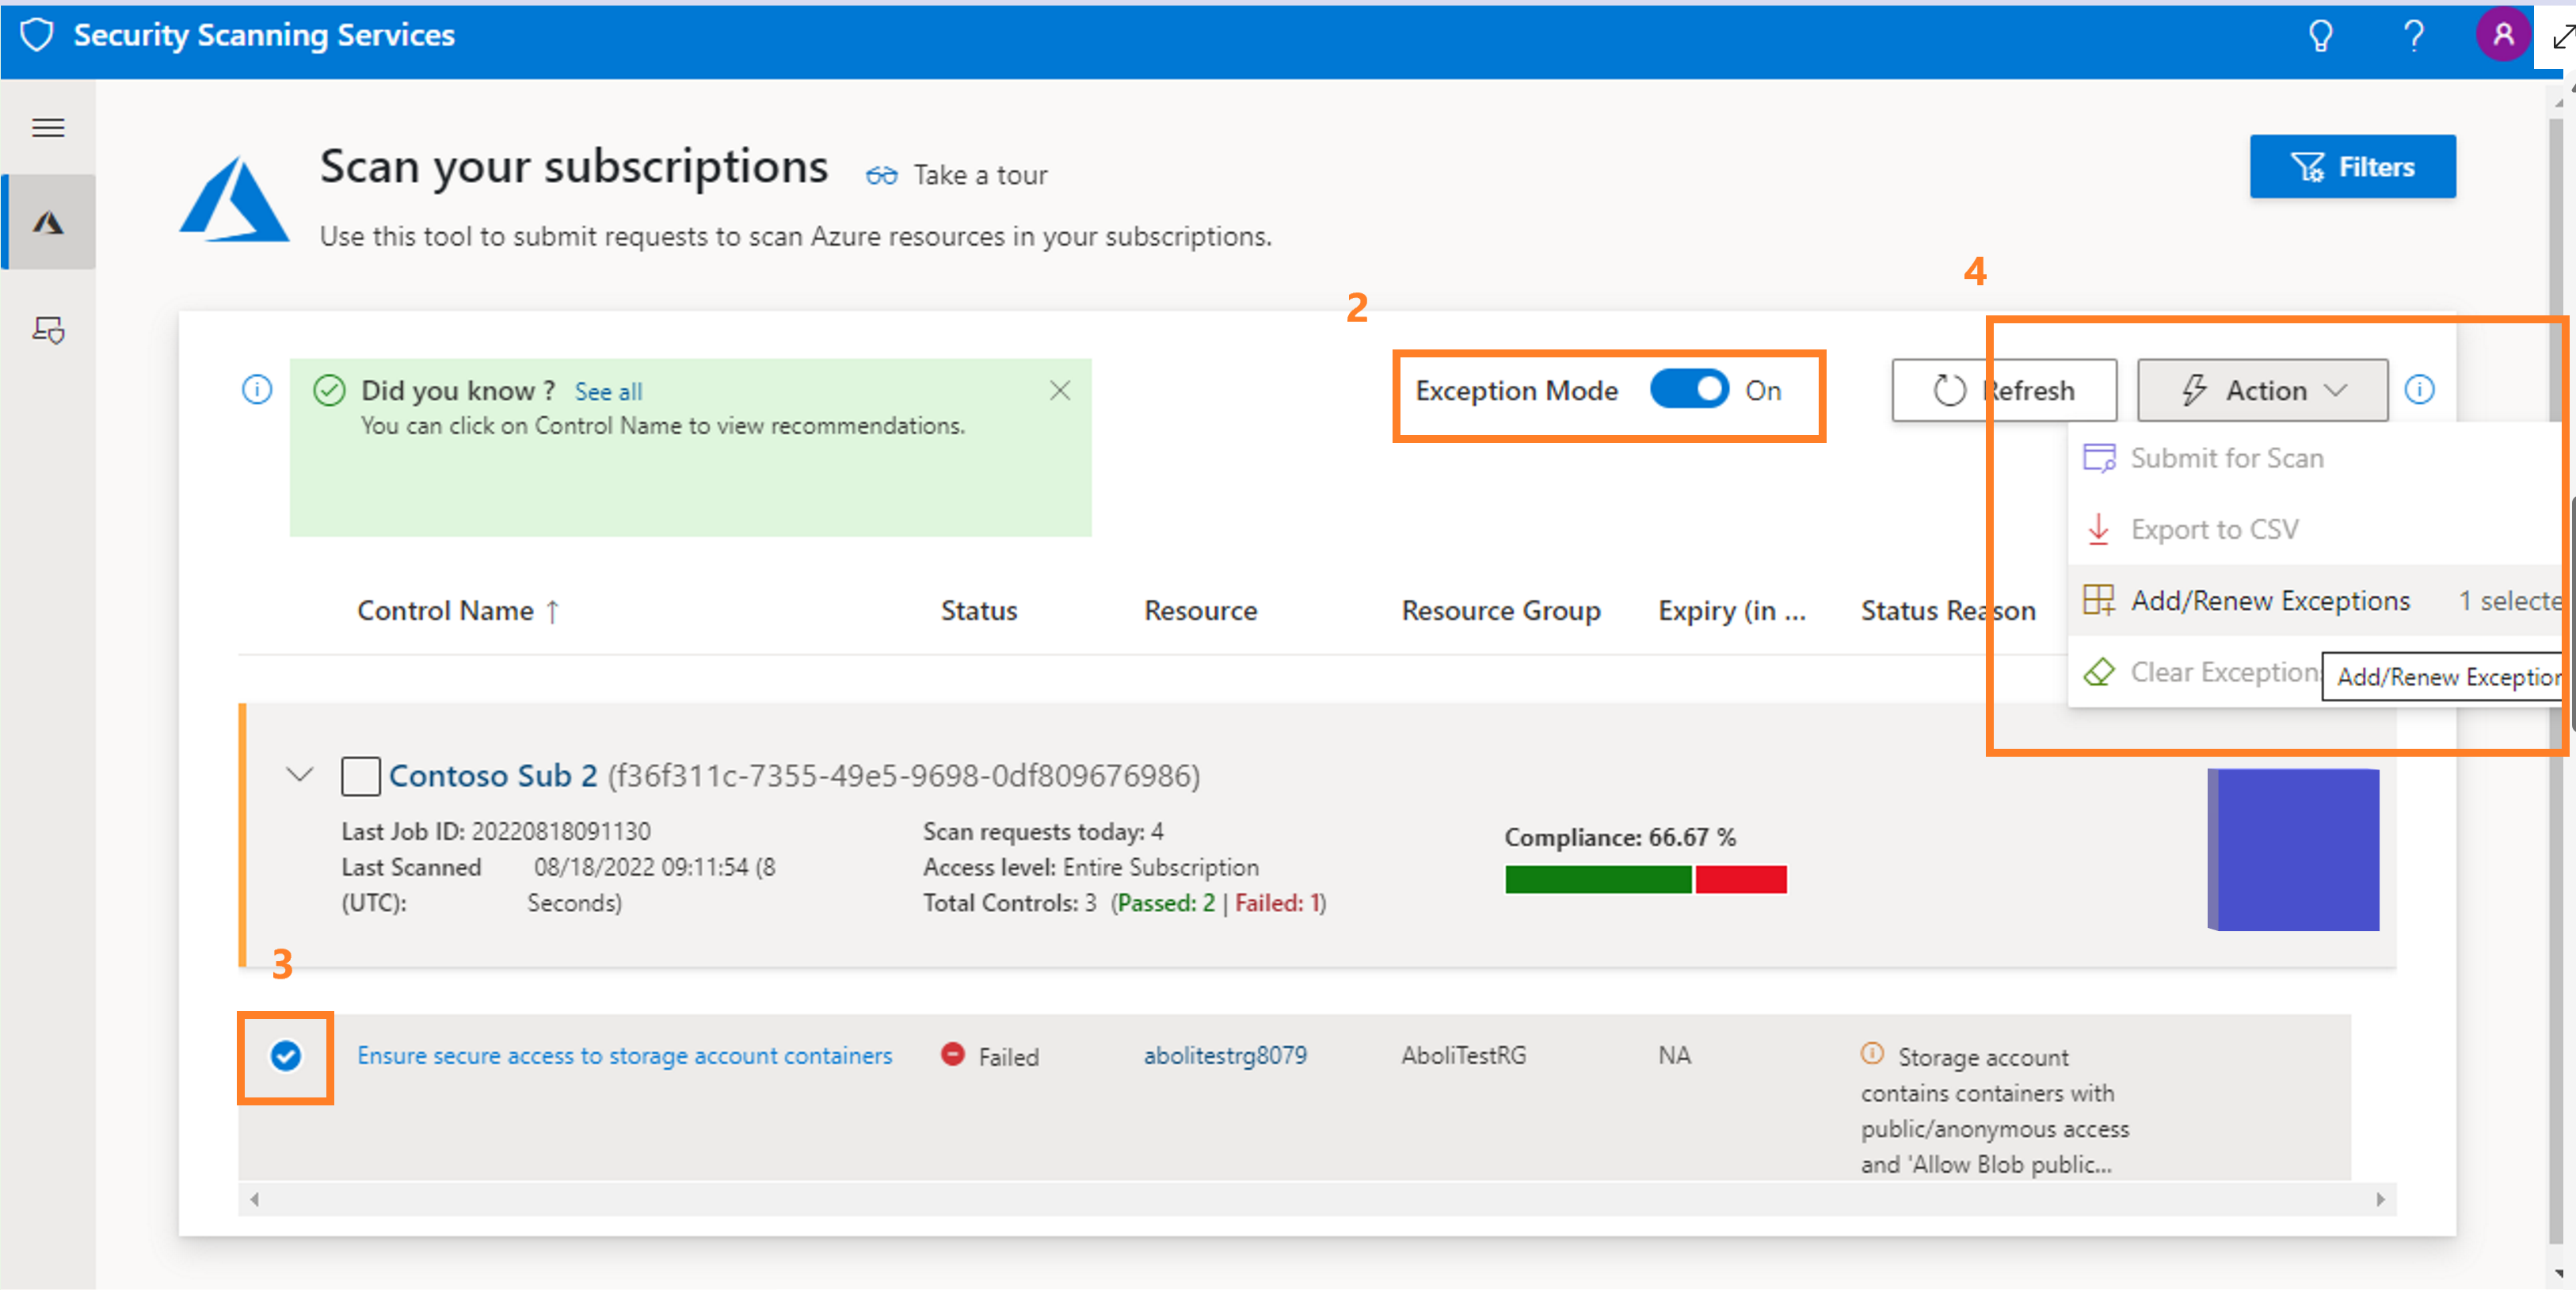 Security Scanning Services
Scan your subscriptions
Take a tour
Filters
Use this tool to submit requests to scan Azure resources in your subscriptions.
4
2
Did you know ? See all
You can click on Control Name to view recommendations.
Exception Mode On
Refresh
Action
Submit for Scan
Export to CSV
Add/Renew Exceptions 1 selecte
Clear Exception
Add/Renew Exception
Control Name ↑ Status Resource Resource Group Expiry (in ... Status Reason
Contoso Sub 2 (f36f311c-7355-49e5-9698-0df809676986)
Last Job ID: 20220818091130
Last Scanned 08/18/2022 09:11:54 (8
(UTC): Seconds)
Scan requests today: 4
Access level: Entire Subscription
Total Controls: 3 (Passed: 2 | Failed: 1)
Compliance: 66.67 %
3
Ensure secure access to storage account containers Failed abolitestrg8079 AboliTestRG NA Storage account
contains containers with
public/anonymous access
and 'Allow Blob public...